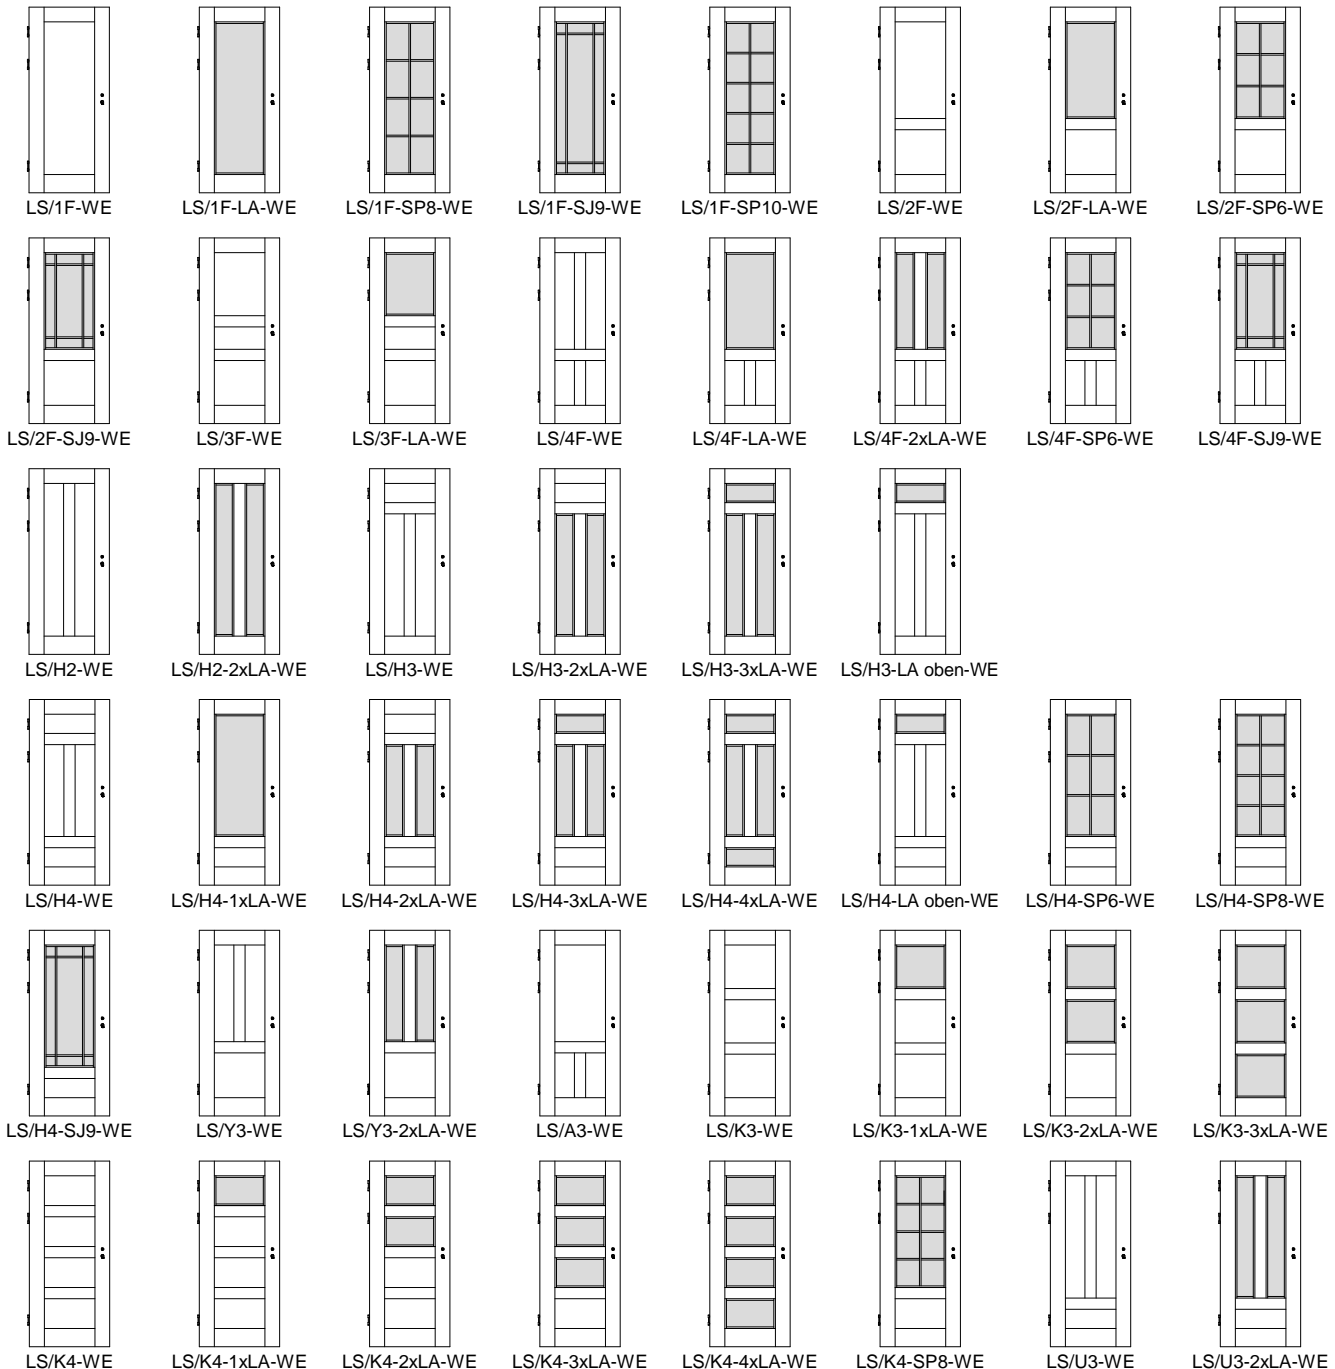 LS/1F-WE LS/1F-LA-WE LS/1F-SP8-WE LS/1F-SJ9-WE LS/1F-SP10-WE LS/2F-WE LS/2F-LA-WE LS/2F-SP6-WE
LS/2F-SJ9-WE LS/3F-WE LS/3F-LA-WE LS/4F-WE LS/4F-LA-WE LS/4F-2xLA-WE LS/4F-SP6-WE LS/4F-SJ9-WE
LS/H2-WE LS/H2-2xLA-WE LS/H3-WE LS/H3-2xLA-WE LS/H3-3xLA-WE LS/H3-LA oben-WE
LS/H4-WE LS/H4-1xLA-WE LS/H4-2xLA-WE LS/H4-3xLA-WE LS/H4-4xLA-WE LS/H4-LA oben-WE LS/H4-SP6-WE LS/H4-SP8-WE
LS/H4-SJ9-WE LS/Y3-WE LS/Y3-2xLA-WE LS/A3-WE LS/K3-WE LS/K3-1xLA-WE LS/K3-2xLA-WE LS/K3-3xLA-WE
LS/K4-WE LS/K4-1xLA-WE LS/K4-2xLA-WE LS/K4-3xLA-WE LS/K4-4xLA-WE LS/K4-SP8-WE LS/U3-WE LS/U3-2xLA-WE